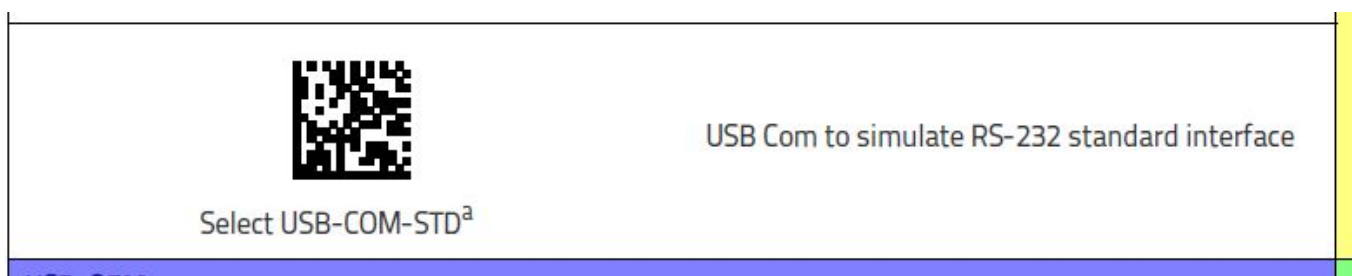 USB Com to simulate RS-232 standard interface
Select USB-COM-STDª